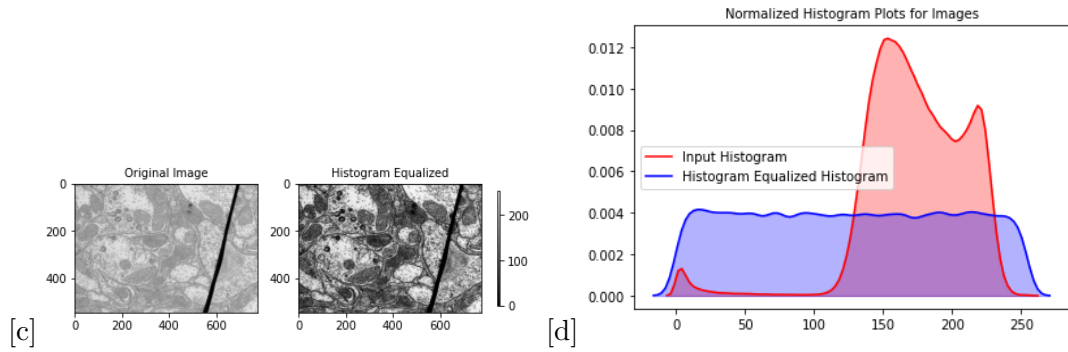 Normalized Histogram Plots for Images
0.012
0.010
0.008
0.006
0.004
0.002
0.000
Input Histogram
Histogram Equalized Histogram
0 50 100 150 200 250
[d]
Original Image
0
200
400
0 200 400 600
Histogram Equalized
0
200
400
0 200 400 600
200
100
0
[c]